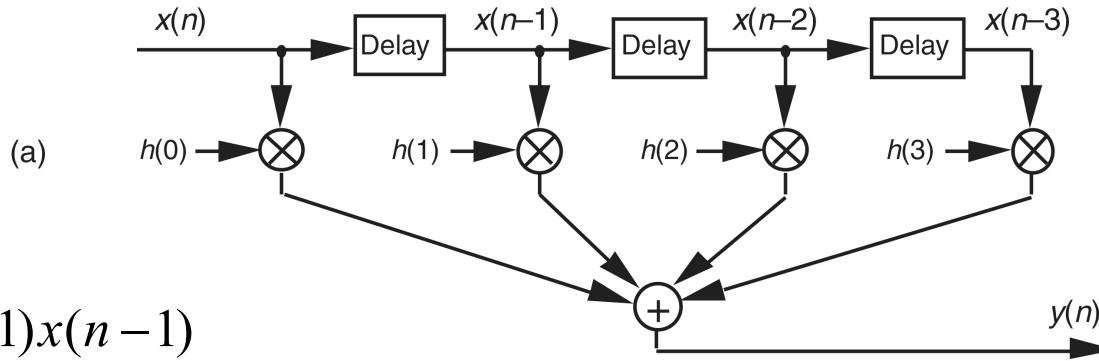 x(n) x(n–1) x(n–2) x(n–3)
Delay Delay Delay
(a) h(0) h(1) h(2) h(3)
+
1)x(n − 1)
y(n)